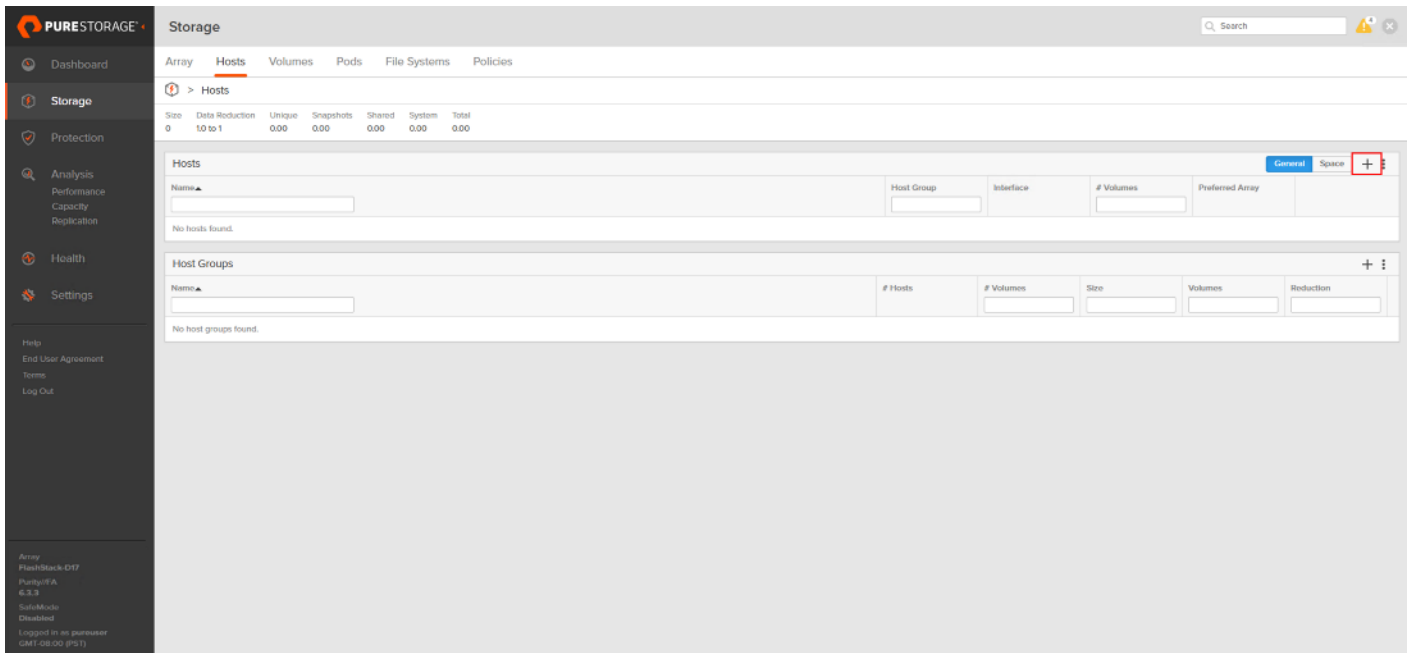 PURESTORAGE®
Storage
Search
4
Dashboard
Storage
Protection
Analysis
Performance
Capacity
Replication
Health
Settings
Help
End User Agreement
Terms
Log Out
Array
FlashStack-D17
Purity//FA
6.3.3
SafeMode
Disabled
Logged in as pureuser
GMT-08:00 (PST)
Array Hosts Volumes Pods File Systems Policies
> Hosts
Size Data Reduction Unique Snapshots Shared System Total
0 1.0 to 1 0.00 0.00 0.00 0.00 0.00
Hosts
General Space
Name Host Group Interface # Volumes Preferred Array
No hosts found.
Host Groups
Name # Hosts # Volumes Size Volumes Reduction
No host groups found.